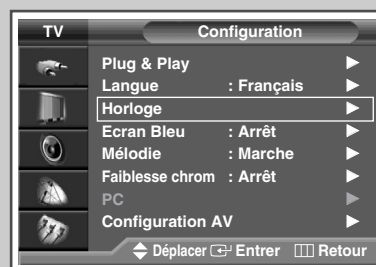 TV Configuration
Plug & Play
Langue : Français
Horloge
Ecran Bleu : Arrêt
Mélodie : Marche
Faiblesse chrom : Arrêt
PC
Configuration AV
Déplacer Entrer Retour